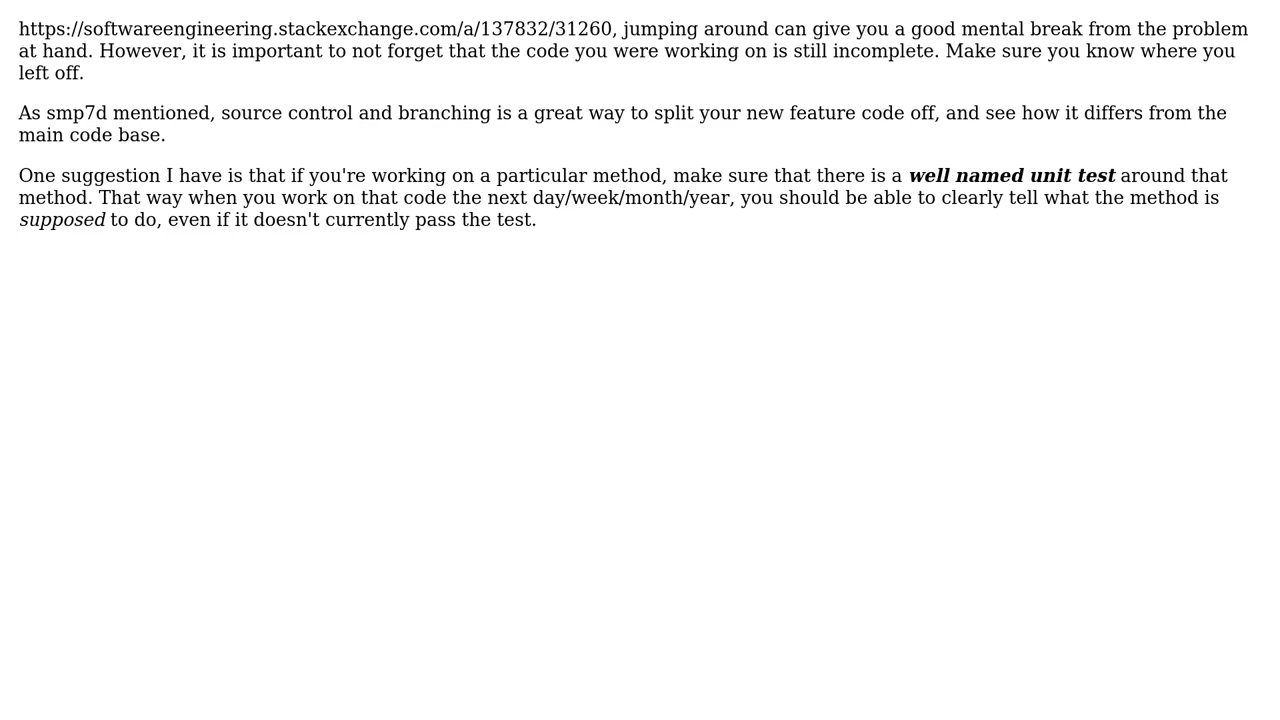 https://softwareengineering.stackexchange.com/a/137832/31260, jumping around can give you a good mental break from the problem
at hand. However, it is important to not forget that the code you were working on is still incomplete. Make sure you know where you
left off.
As smp7d mentioned, source control and branching is a great way to split your new feature code off, and see how it differs from the
main code base.
One suggestion I have is that if you're working on a particular method, make sure that there is a well named unit test around that
method. That way when you work on that code the next day/week/month/year, you should be able to clearly tell what the method is
supposed to do, even if it doesn't currently pass the test.